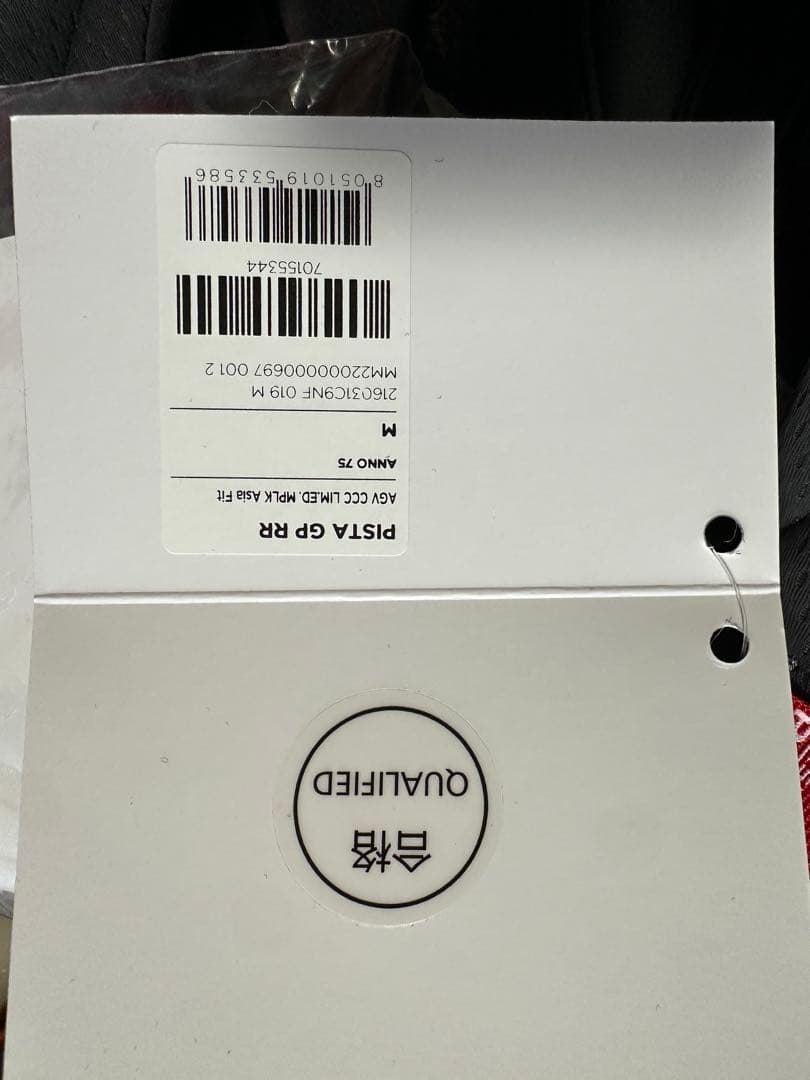 PISTA GP RR
AGV CCC LIM.ED. MPLK Asia Fit
ANNO 75
M
216031C9NF 019 M
MM2200000000697 001 2
70155344
8 051019 533586
合格
QUALIFIED